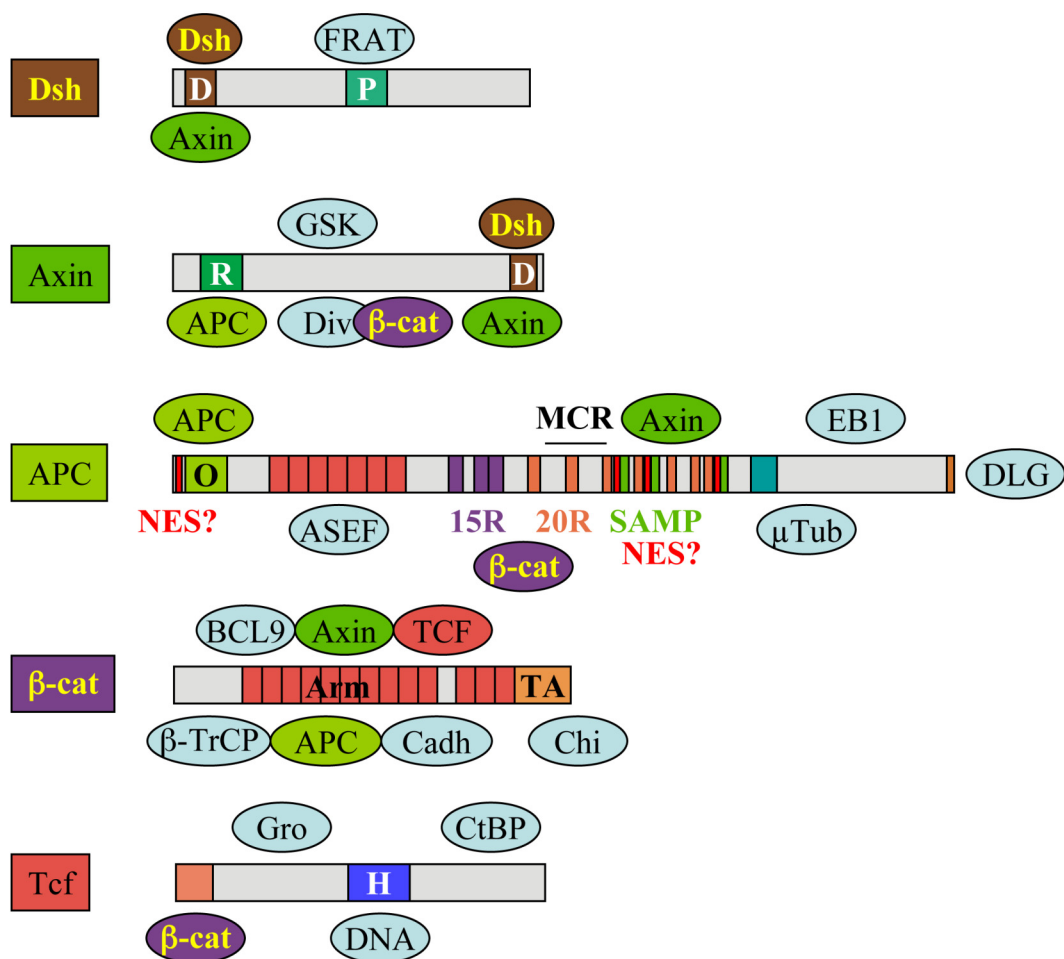 Dsh FRAT
Dsh D P
Axin
GSK Dsh
Axin R D
APC Div β-cat Axin
APC MCR Axin EB1
APC O DLG
NES? ASEF 15R 20R SAMP μTub
β-cat NES?
BCL9 Axin TCF
β-cat Arm TA
β-TrCP APC Cadh Chi
Gro CtBP
Tcf H
β-cat DNA